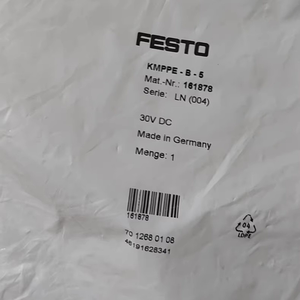 FESTO
KMPPE - B - 5
Mat.-Nr.: 161878
Serie: LN (004)
30V DC
Made in Germany
Menge: 1
161878
70 1268 01 08
46191628341
04
LDPE